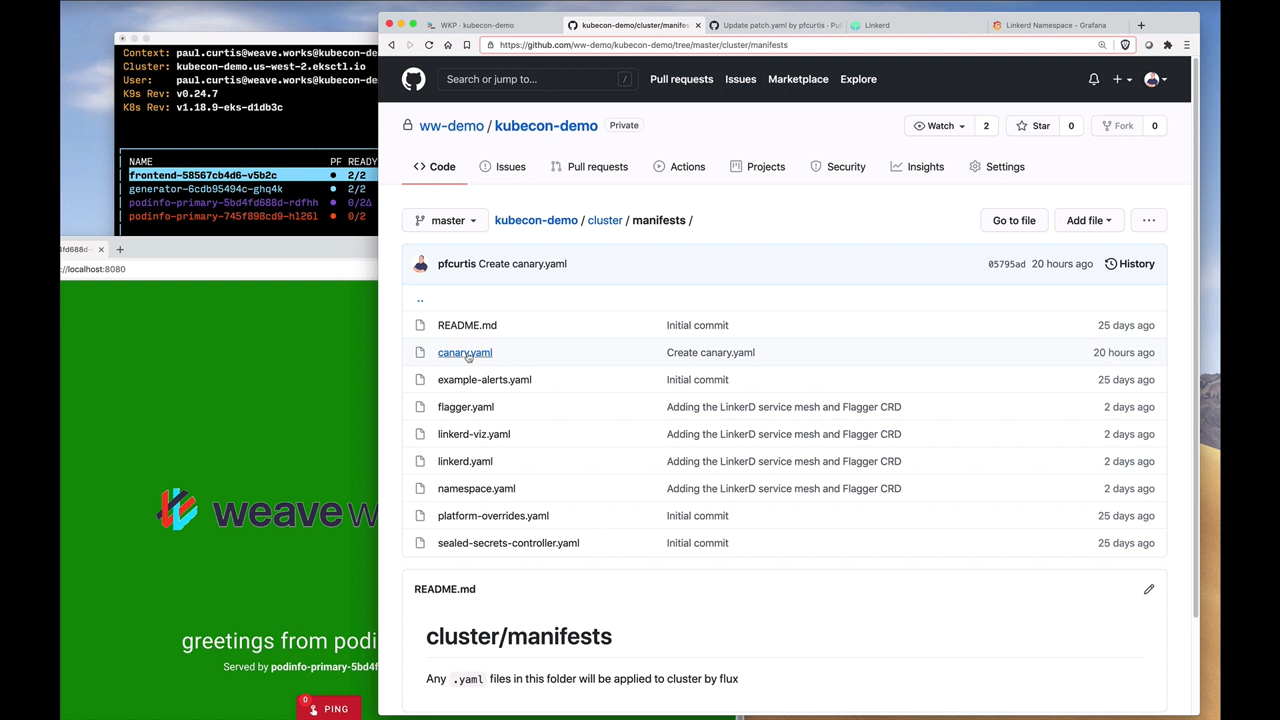 Context: paul.curtis@weave.works@kubecon-de
Cluster: kubecon-demo.us-west-2.eksctl.io
User: paul.curtis@weave.works@kubecon-de
K9s Rev: v0.24.7
K8s Rev: v1.18.9-eks-d1db3c
NAME PF READY
frontend-58567cb4d6-v5b2c ● 2/2
generator-6cdb95494c-ghq4k ● 2/2
podinfo-primary-5bd4fd688d-rdfhh ● 0/2Δ
podinfo-primary-745f898cd9-hl26l ● 0/2
4fd688d-
://localhost:8080
weave w
greetings from podi
Served by podinfo-primary-5bd4f
0
PING
WKP - kubecon-demo
kubecon-demo/cluster/manifes
Update patch.yaml by pfcurtis · Pul
Linkerd
Linkerd Namespace - Grafana
https://github.com/ww-demo/kubecon-demo/tree/master/cluster/manifests
Search or jump to...
/
Pull requests Issues Marketplace Explore
ww-demo / kubecon-demo Private
Watch 2 Star 0 Fork 0
Code Issues Pull requests Actions Projects Security Insights Settings
master kubecon-demo / cluster / manifests / Go to file Add file ...
pfcurtis Create canary.yaml 05795ad 20 hours ago History
..
README.md Initial commit 25 days ago
canary.yaml Create canary.yaml 20 hours ago
example-alerts.yaml Initial commit 25 days ago
flagger.yaml Adding the LinkerD service mesh and Flagger CRD 2 days ago
linkerd-viz.yaml Adding the LinkerD service mesh and Flagger CRD 2 days ago
linkerd.yaml Adding the LinkerD service mesh and Flagger CRD 2 days ago
namespace.yaml Adding the LinkerD service mesh and Flagger CRD 2 days ago
platform-overrides.yaml Initial commit 25 days ago
sealed-secrets-controller.yaml Initial commit 25 days ago
README.md
cluster/manifests
Any .yaml files in this folder will be applied to cluster by flux